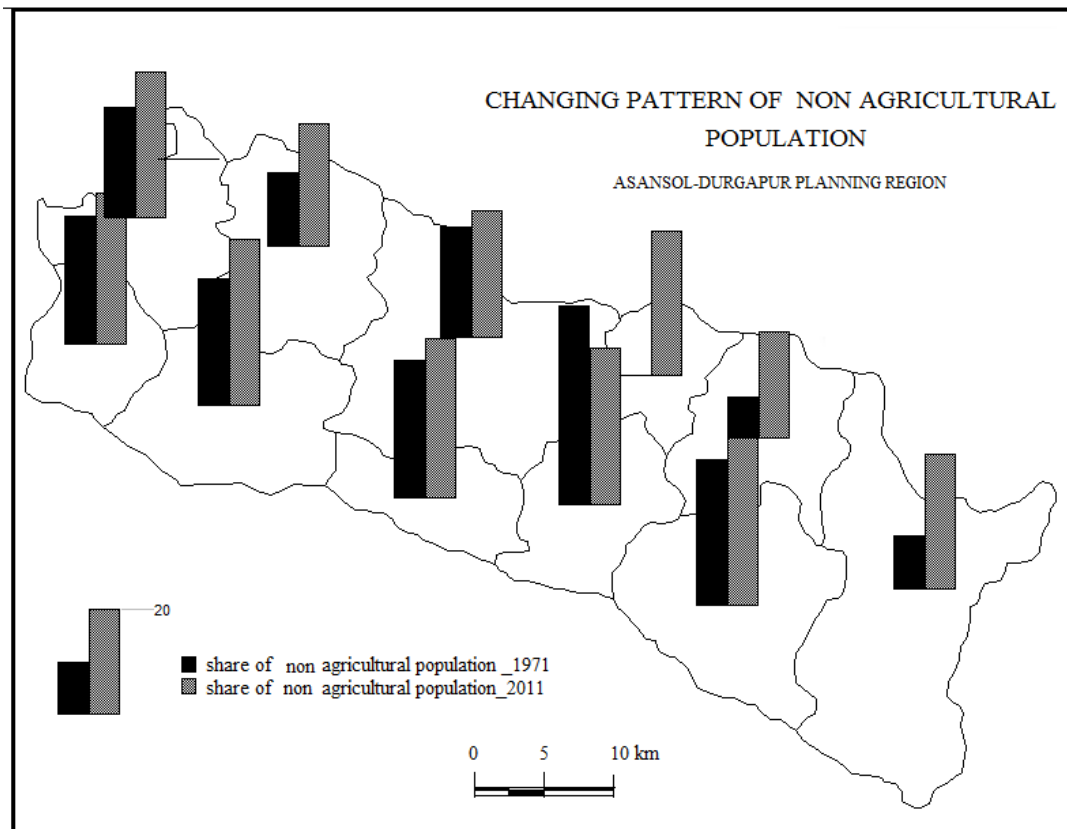 CHANGING PATTERN OF NON AGRICULTURAL
POPULATION
ASANSOL-DURGAPUR PLANNING REGION
20
share of non agricultural population _1971
share of non agricultural population_2011
0 5 10 km